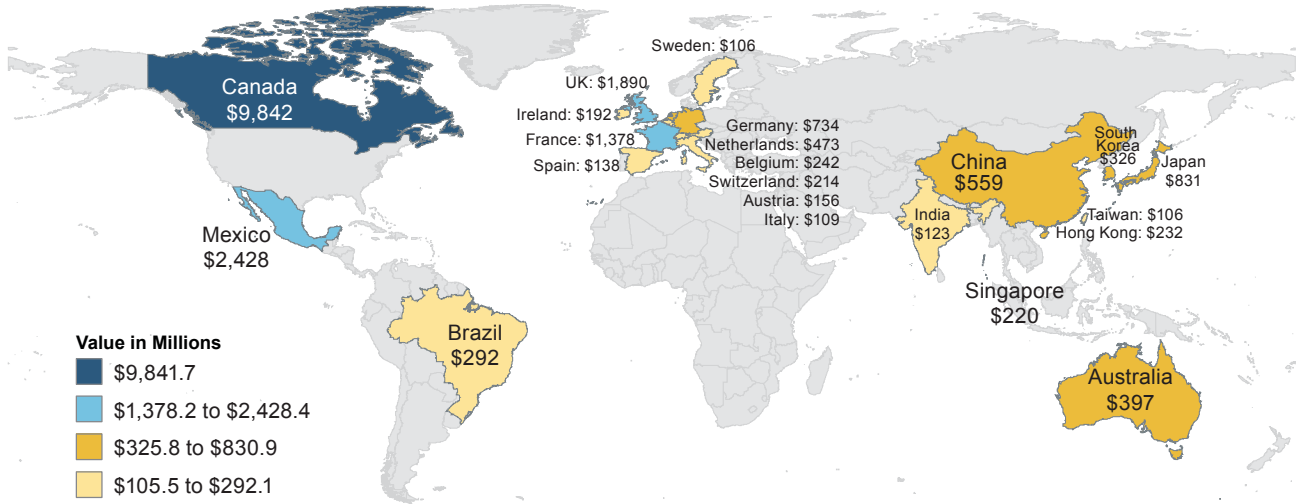 Canada
$9,842
Mexico
$2,428
Brazil
$292
Sweden: $106
UK: $1,890
Ireland: $192
France: $1,378
Spain: $138
Germany: $734
Netherlands: $473
Belgium: $242
Switzerland: $214
Austria: $156
Italy: $109
China
$559
South
Korea
$326
Japan
$831
India
$123
Taiwan: $106
Hong Kong: $232
Singapore
$220
Australia
$397
Value in Millions
$9,841.7
$1,378.2 to $2,428.4
$325.8 to $830.9
$105.5 to $292.1